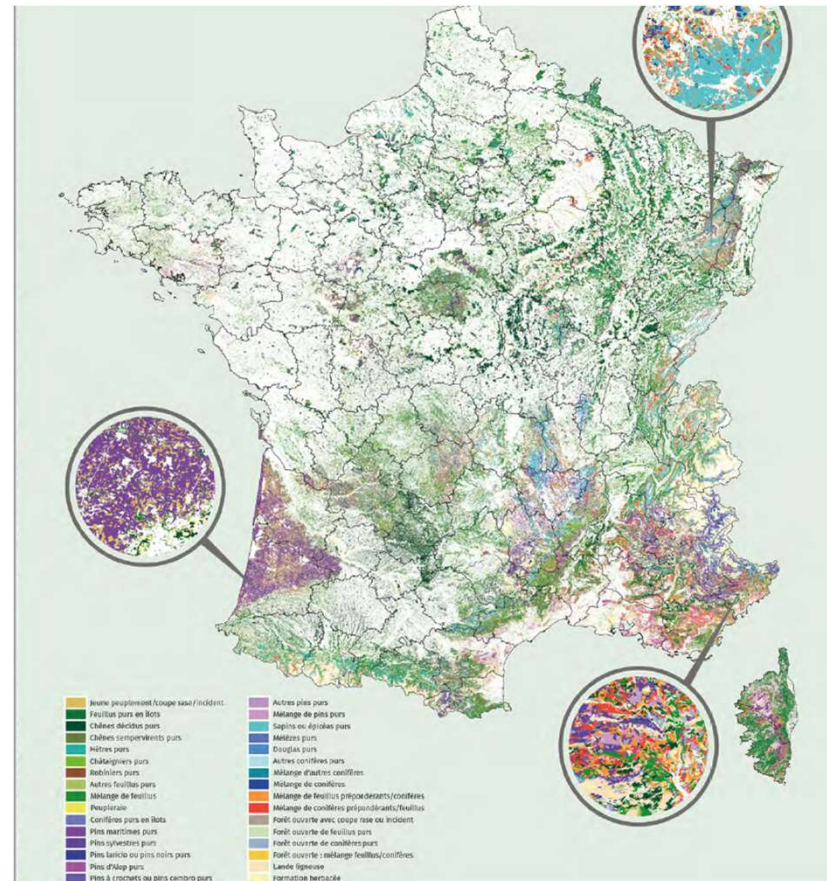 Jeune peuplement/coupe rase/incident
Feuillus purs en îlots
Chênes décidus purs
Chênes sempervirents purs
Hêtres purs
Châtaigniers purs
Robiniers purs
Autres feuillus purs
Mélange de feuillus
Peupleraie
Conifères purs en îlots
Pins maritimes purs
Pins sylvestres purs
Pins laricio ou pins noirs purs
Pins d'Alep purs
Pins à crochets ou pins cembro purs
Autres pins purs
Mélange de pins purs
Sapins ou épicéas purs
Mélèzes purs
Douglas purs
Autres conifères purs
Mélange d'autres conifères
Mélange de conifères
Mélange de feuillus prépondérants/conifères
Mélange de conifères prépondérants/feuillus
Forêt ouverte avec coupe rase ou incident
Forêt ouverte de feuillus purs
Forêt ouverte de conifères purs
Forêt ouverte : mélange feuillus/conifères
Lande ligneuse
Formation herbacée